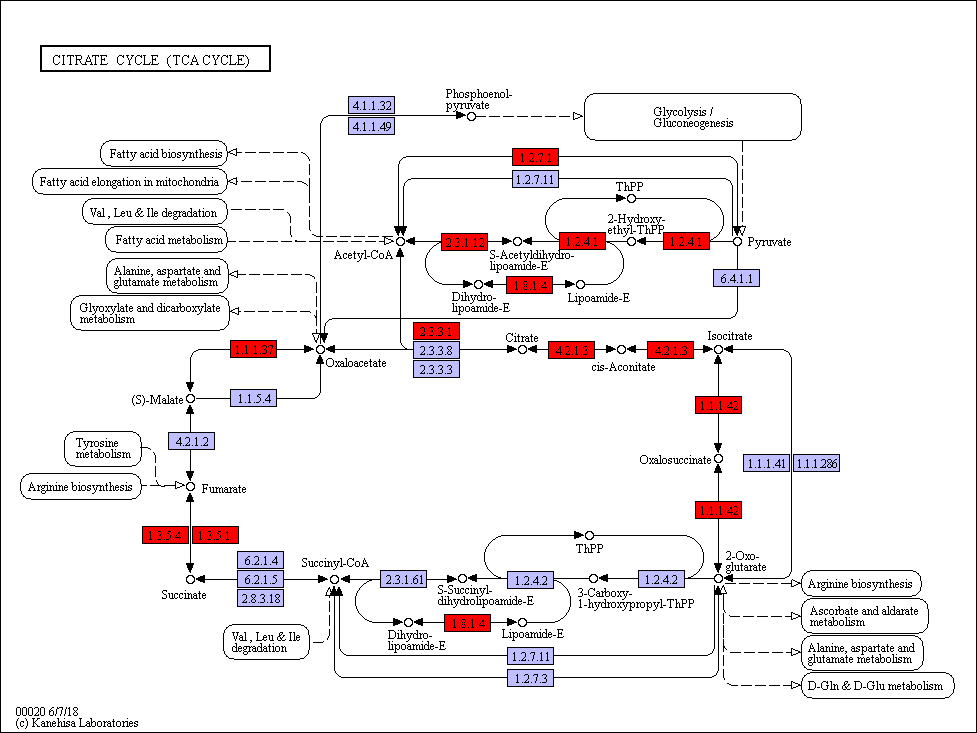 CITRATE CYCLE (TCA CYCLE)
Phosphoenol-
pyruvate
4.1.1.32
4.1.1.49
Glycolysis /
Gluconeogenesis
Fatty acid biosynthesis
Fatty acid elongation in mitochondria
Val, Leu & Ile degradation
Fatty acid metabolism
1.2.7.1
1.2.7.11
ThPP
2-Hydroxy-
ethyl-ThPP
Acetyl-CoA
2.3.1.12
S-Acetyldihydro-
lipoamide-E
1.2.4.1
1.2.4.1
Pyruvate
Alanine, aspartate and
glutamate metabolism
Glyoxylate and dicarboxylate
metabolism
1.8.1.4
Dihydro-
lipoamide-E
Lipoamide-E
6.4.1.1
1.1.1.37
Oxaloacetate
2.3.3.1
2.3.3.8
2.3.3.3
Citrate
4.2.1.3
cis-Aconitate
4.2.1.3
Isocitrate
(S)-Malate
1.1.5.4
1.1.1.42
4.2.1.2
Tyrosine
metabolism
Arginine biosynthesis
Fumarate
Oxalosuccinate
1.1.1.41
1.1.1.286
1.1.1.42
1.3.5.4
1.3.5.1
ThPP
Succinate
6.2.1.4
6.2.1.5
2.8.3.18
Succinyl-CoA
2.3.1.61
S-Succinyl-
dihydrolipoamide-E
1.2.4.2
3-Carboxy-
1-hydroxypropyl-ThPP
1.2.4.2
2-Oxo-
glutarate
Val, Leu & Ile
degradation
Dihydro-
lipoamide-E
1.8.1.4
Lipoamide-E
1.2.7.11
1.2.7.3
Arginine biosynthesis
Ascorbate and aldarate
metabolism
Alanine, aspartate and
glutamate metabolism
D-Gln & D-Glu metabolism
00020 6/7/18
(c) Kanehisa Laboratories